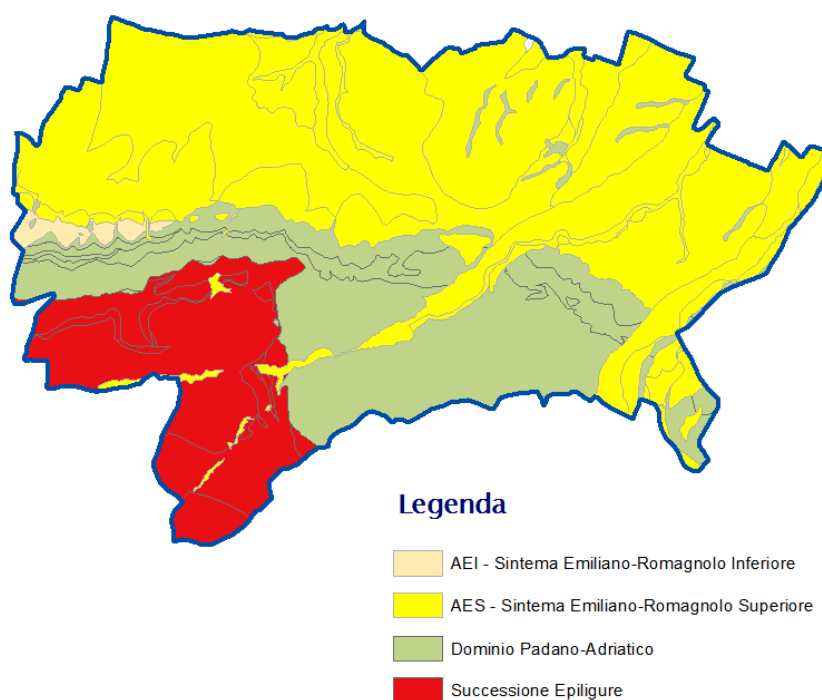 Legenda
AEI - Sintema Emiliano-Romagnolo Inferiore
AES - Sintema Emiliano-Romagnolo Superiore
Dominio Padano-Adriatico
Successione Epiligure